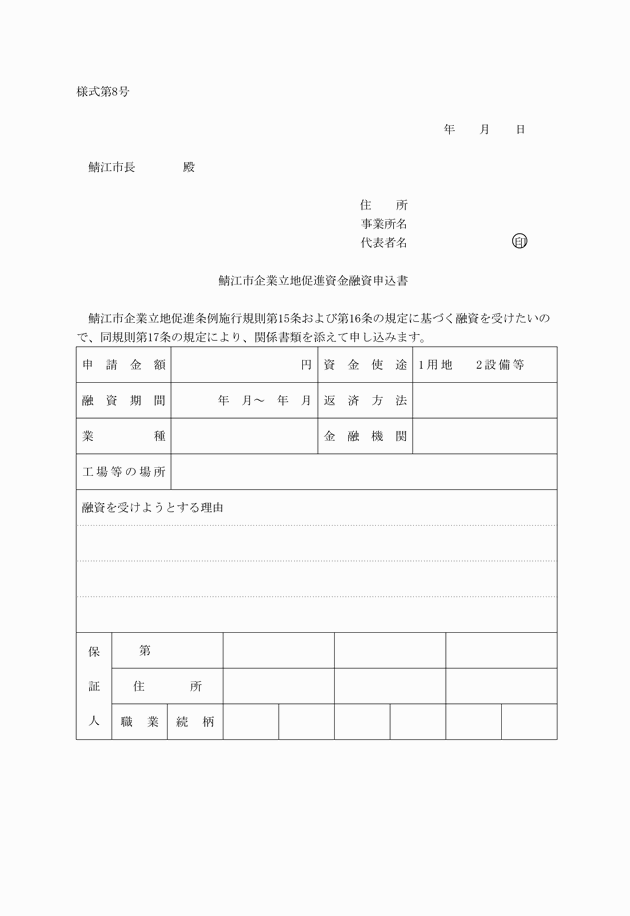 様式第8号
年　　月　　日
鯖江市長　　　　殿
住　　所
事業所名
代表者名　　　　　　　　　㊞
鯖江市企業立地促進資金融資申込書
鯖江市企業立地促進条例施行規則第15条および第16条の規定に基づく融資を受けたいの
で、同規則第17条の規定により、関係書類を添えて申し込みます。
申請金額　円　資金使途　1用地　2設備等
融資期間　年　月～　年　月　返済方法
業種　金融機関
工場等の場所
融資を受けようとする理由
保証人
第
住所
職業　続柄